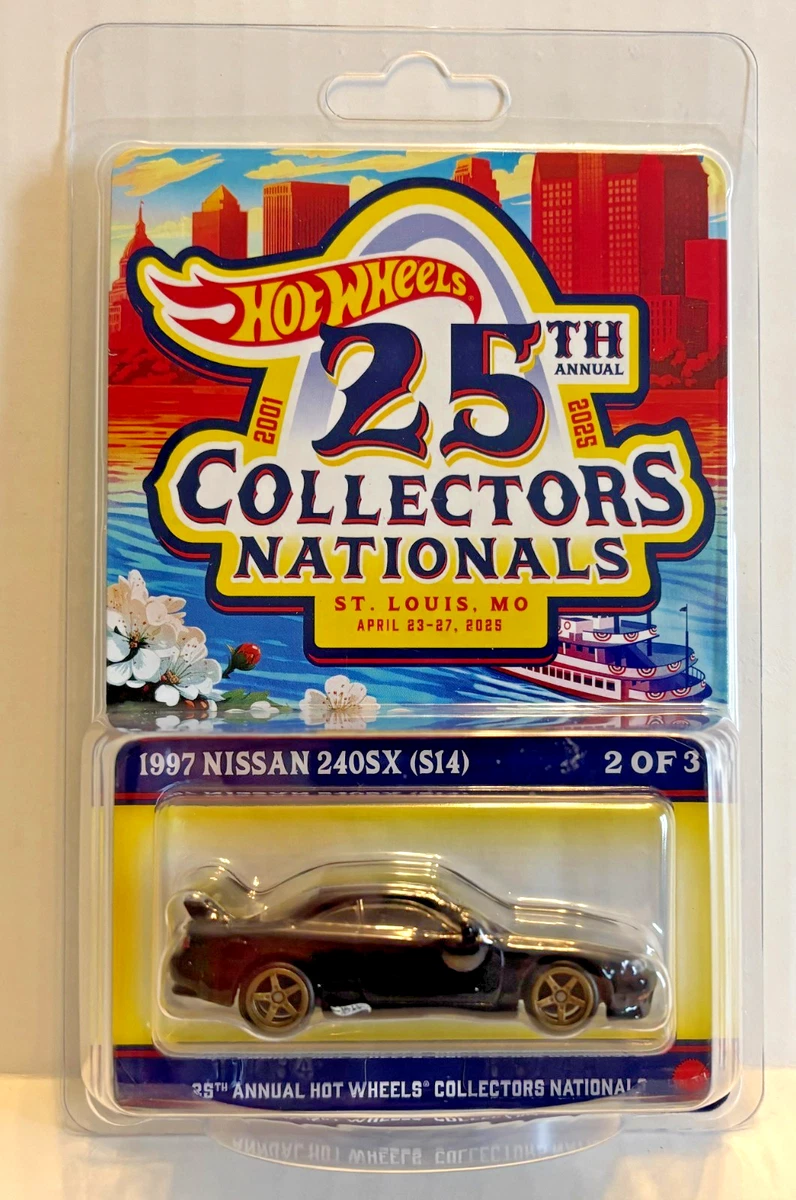 HOT WHEELS®
25TH
ANNUAL
2001
2025
COLLECTORS
NATIONALS
ST. LOUIS, MO
APRIL 23-27, 2025
1997 NISSAN 240SX (S14)
2 OF 3
25TH ANNUAL HOT WHEELS® COLLECTORS NATIONALS